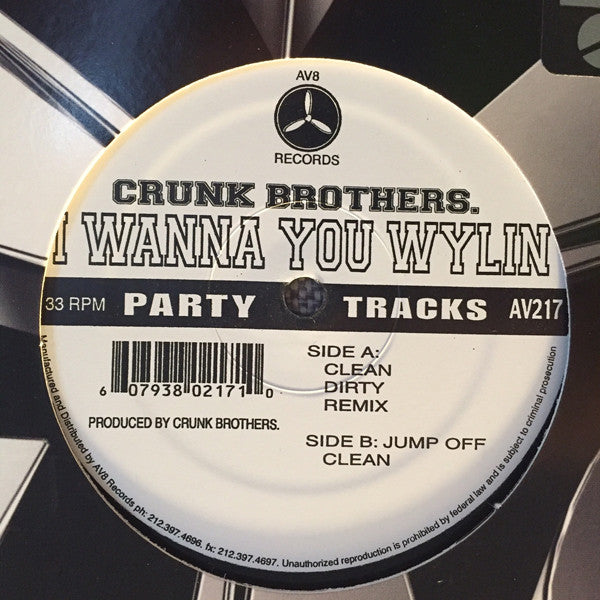 AV8
RECORDS
CRUNK BROTHERS.
I WANNA YOU WYLIN
33 RPM PARTY TRACKS AV217
SIDE A:
CLEAN
DIRTY
REMIX
6 07938 02171 0
PRODUCED BY CRUNK BROTHERS.
SIDE B: JUMP OFF
CLEAN
Manufactured and Distributed by AV8 Records ph: 212.397.4696. fx: 212.397.4697. Unauthorized reproduction is prohibited by federal law and is subject to criminal prosecution